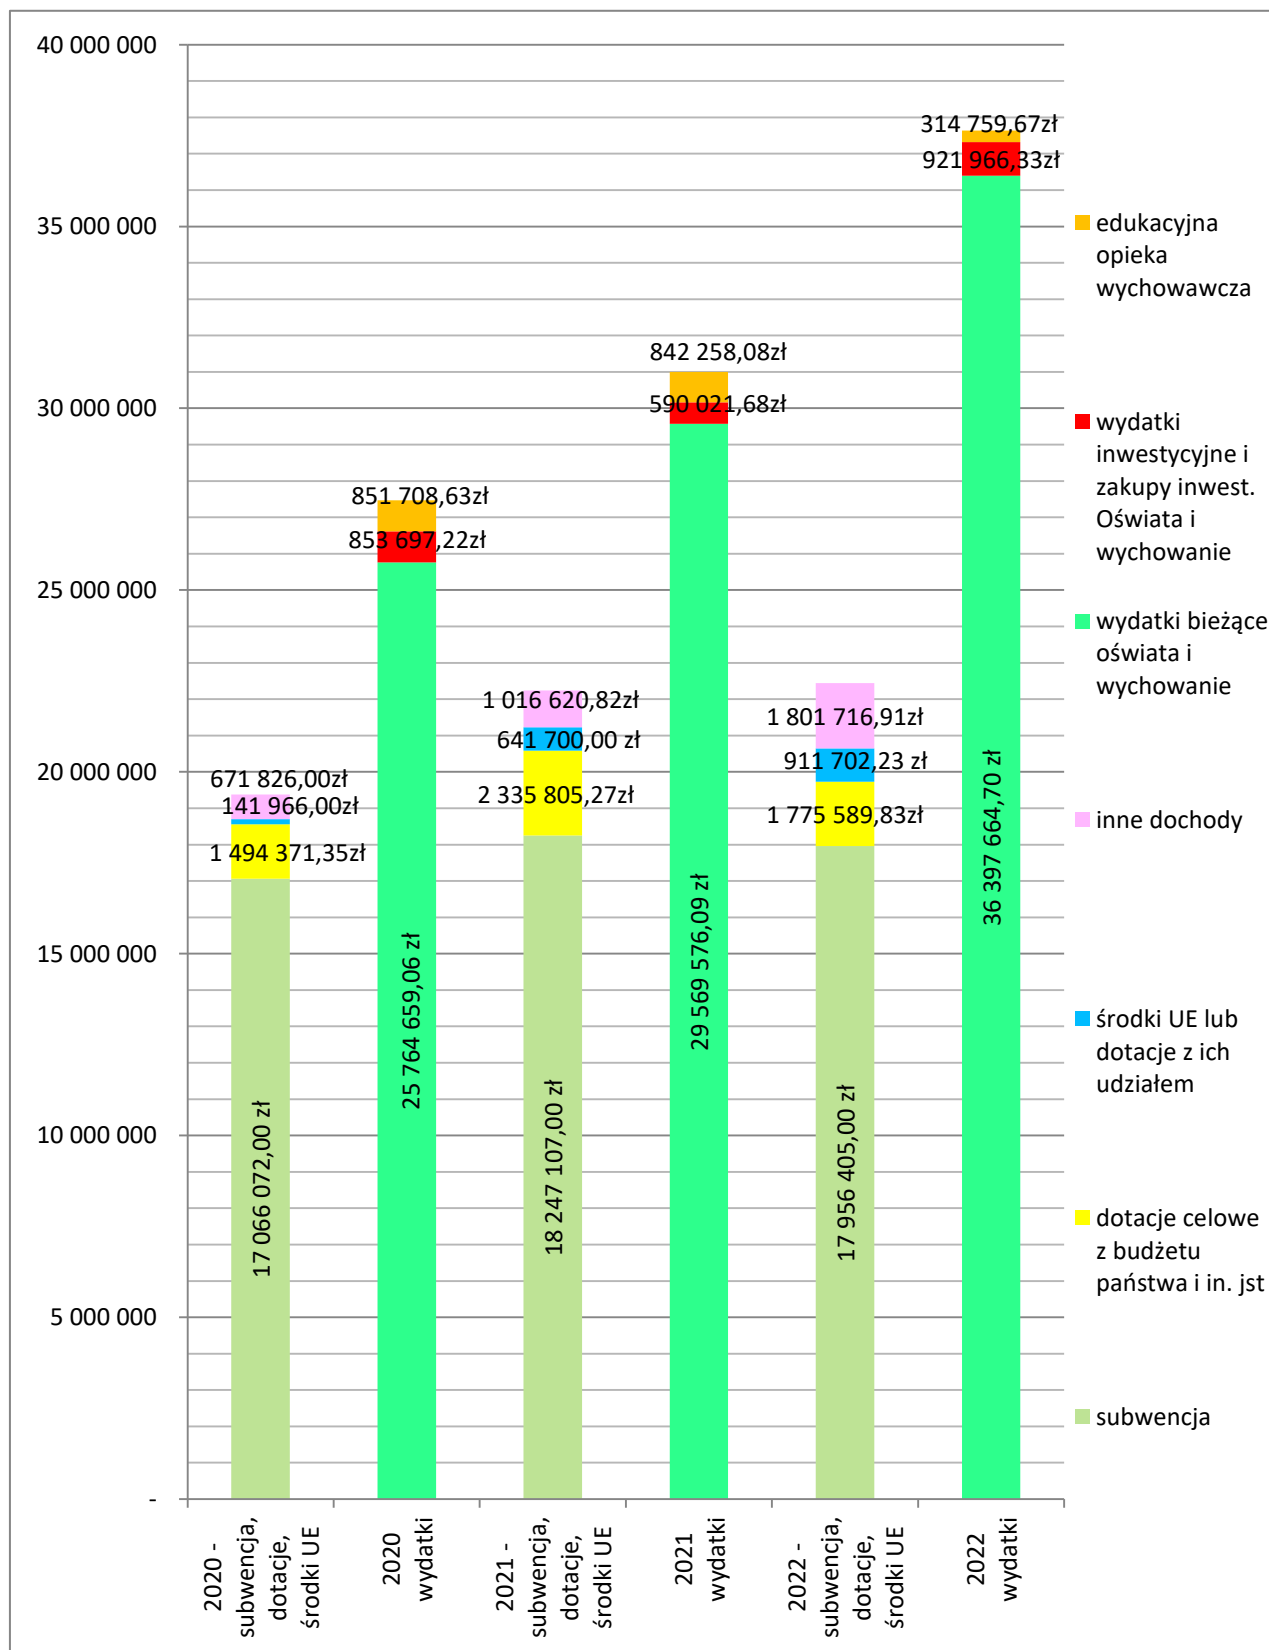 40 000 000
35 000 000
30 000 000
25 000 000
20 000 000
15 000 000
10 000 000
5 000 000
-
671 826,00zł
141 966,00zł
1 494 371,35zł
17 066 072,00 zł
851 708,63zł
853 697,22zł
25 764 659,06 zł
1 016 620,82zł
641 700,00 zł
2 335 805,27zł
18 247 107,00 zł
842 258,08zł
590 021,68zł
29 569 576,09 zł
1 801 716,91zł
911 702,23 zł
1 775 589,83zł
17 956 405,00 zł
314 759,67zł
921 966,33zł
36 397 664,70 zł
2020 -
subwencja,
dotacje,
środki UE
2020
wydatki
2021 -
subwencja,
dotacje,
środki UE
2021
wydatki
2022 -
subwencja,
dotacje,
środki UE
2022
wydatki
edukacyjna
opieka
wychowawcza
wydatki
inwestycyjne i
zakupy inwest.
Oświata i
wychowanie
wydatki bieżące
oświata i
wychowanie
inne dochody
środki UE lub
dotacje z ich
udziałem
dotacje celowe
z budżetu
państwa i in. jst
subwencja